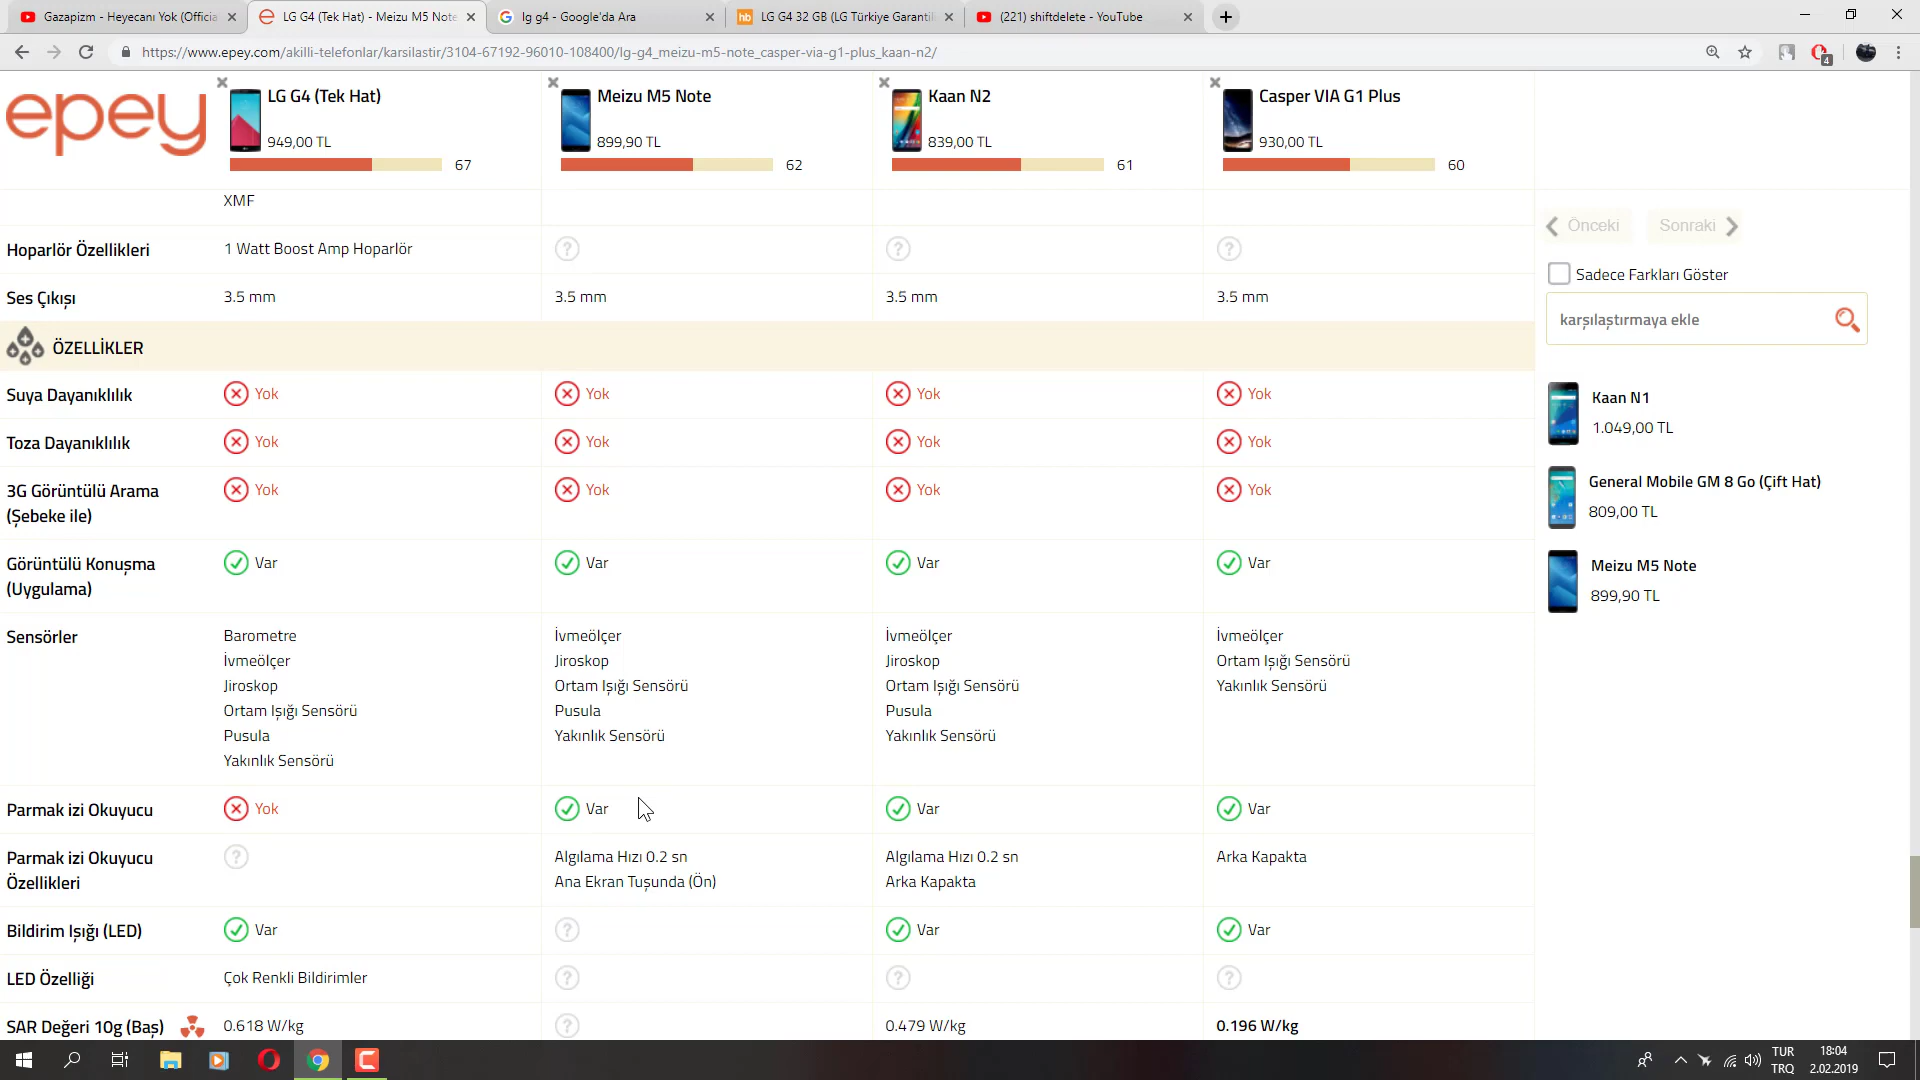 Gazapizm - Heyecanı Yok (Officia
LG G4 (Tek Hat) - Meizu M5 Note
lg g4 - Google'da Ara
LG G4 32 GB (LG Türkiye Garantil
(221) shiftdelete - YouTube
https://www.epey.com/akilli-telefonlar/karsilastir/3104-67192-96010-108400/lg-g4_meizu-m5-note_casper-via-g1-plus_kaan-n2/
4
epey
LG G4 (Tek Hat)
949,00 TL
67
Meizu M5 Note
899,90 TL
62
Kaan N2
839,00 TL
61
Casper VIA G1 Plus
930,00 TL
60
XMF
Hoparlör Özellikleri
1 Watt Boost Amp Hoparlör
?
?
?
Ses Çıkışı
3.5 mm
3.5 mm
3.5 mm
3.5 mm
ÖZELLİKLER
Suya Dayanıklılık
Yok
Yok
Yok
Yok
Toza Dayanıklılık
Yok
Yok
Yok
Yok
3G Görüntülü Arama
(Şebeke ile)
Yok
Yok
Yok
Yok
Görüntülü Konuşma
(Uygulama)
Var
Var
Var
Var
Sensörler
Barometre
İvmeölçer
Jiroskop
Ortam Işığı Sensörü
Pusula
Yakınlık Sensörü
İvmeölçer
Jiroskop
Ortam Işığı Sensörü
Pusula
Yakınlık Sensörü
İvmeölçer
Jiroskop
Ortam Işığı Sensörü
Pusula
Yakınlık Sensörü
İvmeölçer
Ortam Işığı Sensörü
Yakınlık Sensörü
Parmak izi Okuyucu
Yok
Var
Var
Var
Parmak izi Okuyucu
Özellikleri
?
Algılama Hızı 0.2 sn
Ana Ekran Tuşunda (Ön)
Algılama Hızı 0.2 sn
Arka Kapakta
Arka Kapakta
Bildirim Işığı (LED)
Var
?
Var
Var
LED Özelliği
Çok Renkli Bildirimler
?
?
?
SAR Değeri 10g (Baş)
0.618 W/kg
?
0.479 W/kg
0.196 W/kg
Önceki
Sonraki
Sadece Farkları Göster
karşılaştırmaya ekle
Kaan N1
1.049,00 TL
General Mobile GM 8 Go (Çift Hat)
809,00 TL
Meizu M5 Note
899,90 TL
TUR
TRQ
18:04
2.02.2019